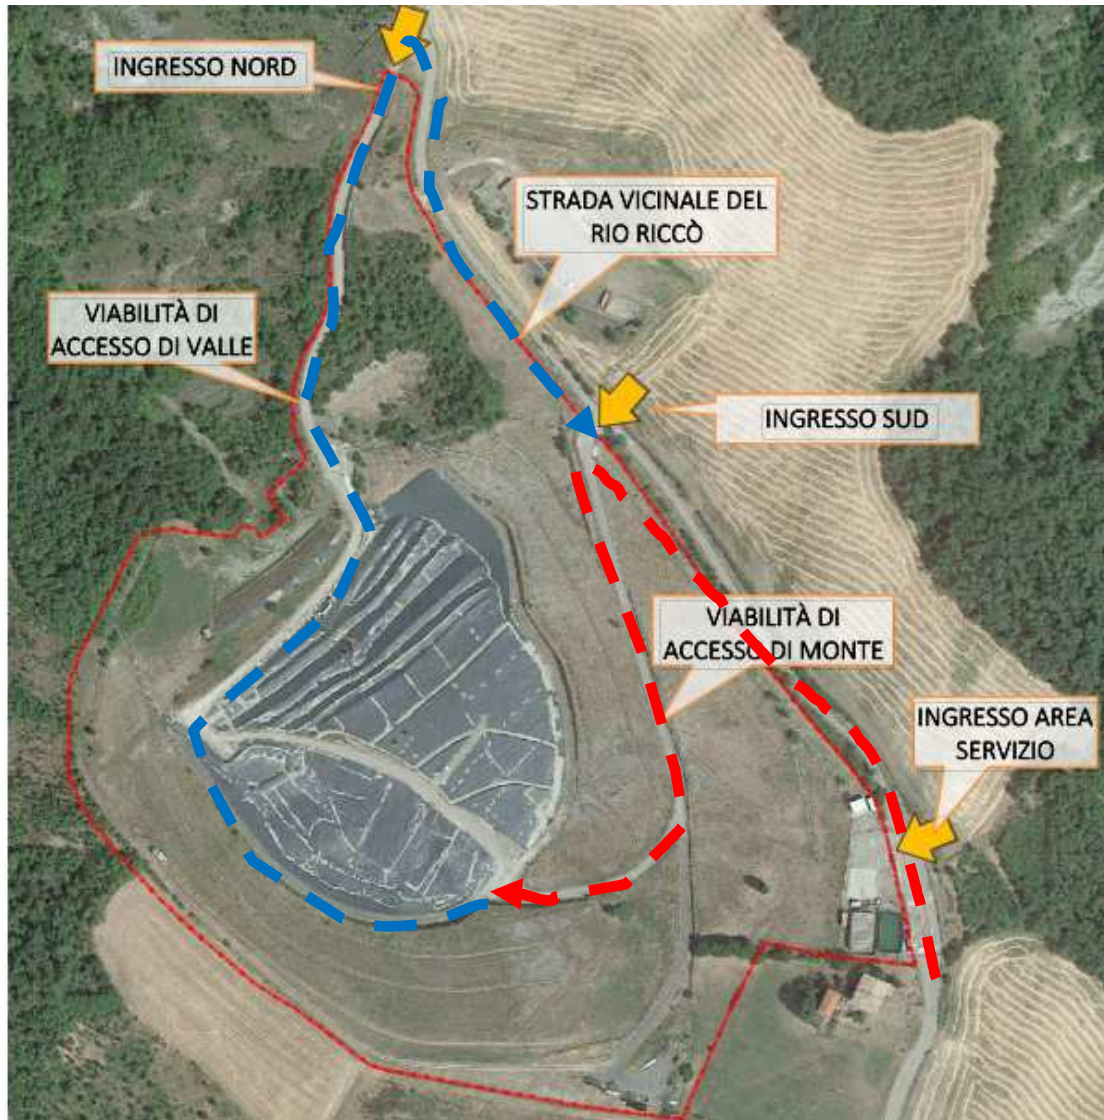 INGRESSO NORD
STRADA VICINALE DEL
RIO RICCÒ
VIABILITÀ DI
ACCESSO DI VALLE
INGRESSO SUD
VIABILITÀ DI
ACCESSO DI MONTE
INGRESSO AREA
SERVIZIO